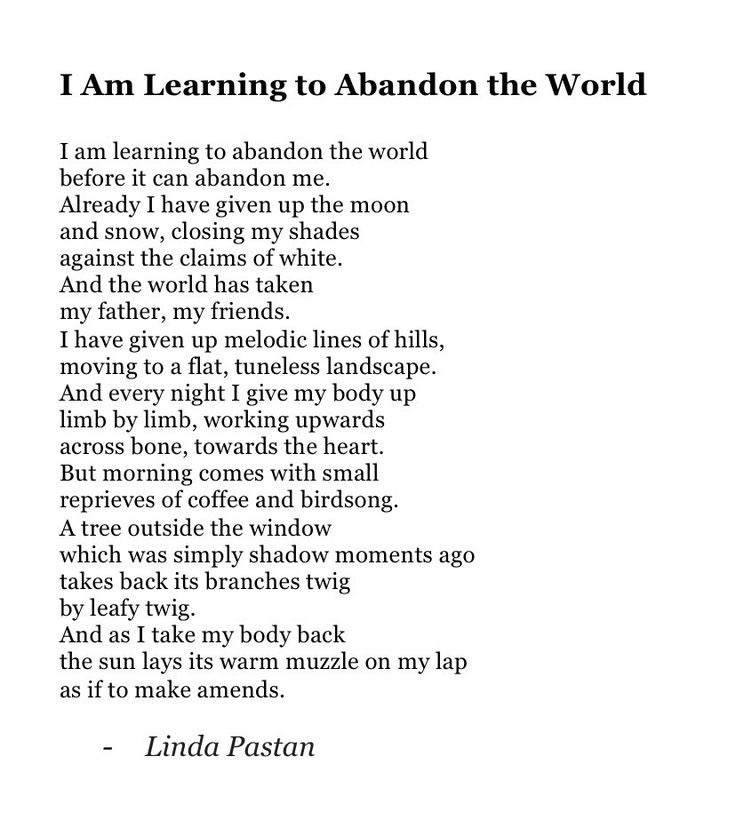 I Am Learning to Abandon the World
I am learning to abandon the world
before it can abandon me.
Already I have given up the moon
and snow, closing my shades
against the claims of white.
And the world has taken
my father, my friends.
I have given up melodic lines of hills,
moving to a flat, tuneless landscape.
And every night I give my body up
limb by limb, working upwards
across bone, towards the heart.
But morning comes with small
reprieves of coffee and birdsong.
A tree outside the window
which was simply shadow moments ago
takes back its branches twig
by leafy twig.
And as I take my body back
the sun lays its warm muzzle on my lap
as if to make amends.
- Linda Pastan